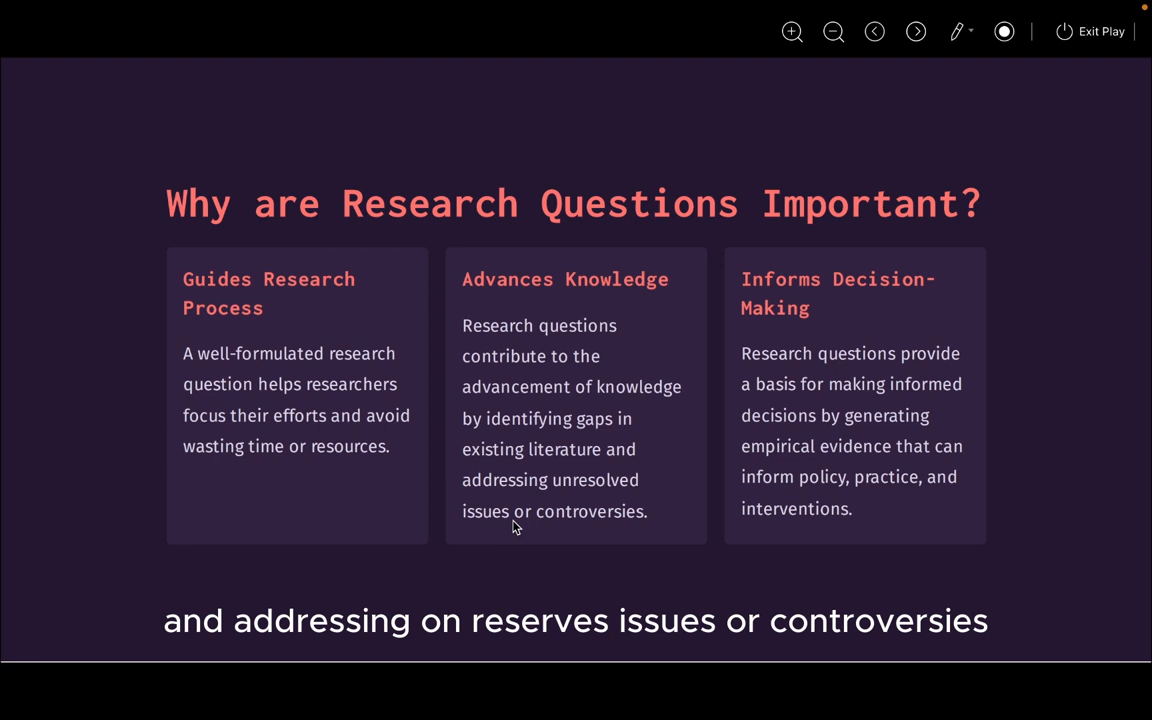 Exit Play
Why are Research Questions Important?
Guides Research
Process
A well-formulated research
question helps researchers
focus their efforts and avoid
wasting time or resources.
Advances Knowledge
Research questions
contribute to the
advancement of knowledge
by identifying gaps in
existing literature and
addressing unresolved
issues or controversies.
Informs Decision-
Making
Research questions provide
a basis for making informed
decisions by generating
empirical evidence that can
inform policy, practice, and
interventions.
and addressing on reserves issues or controversies